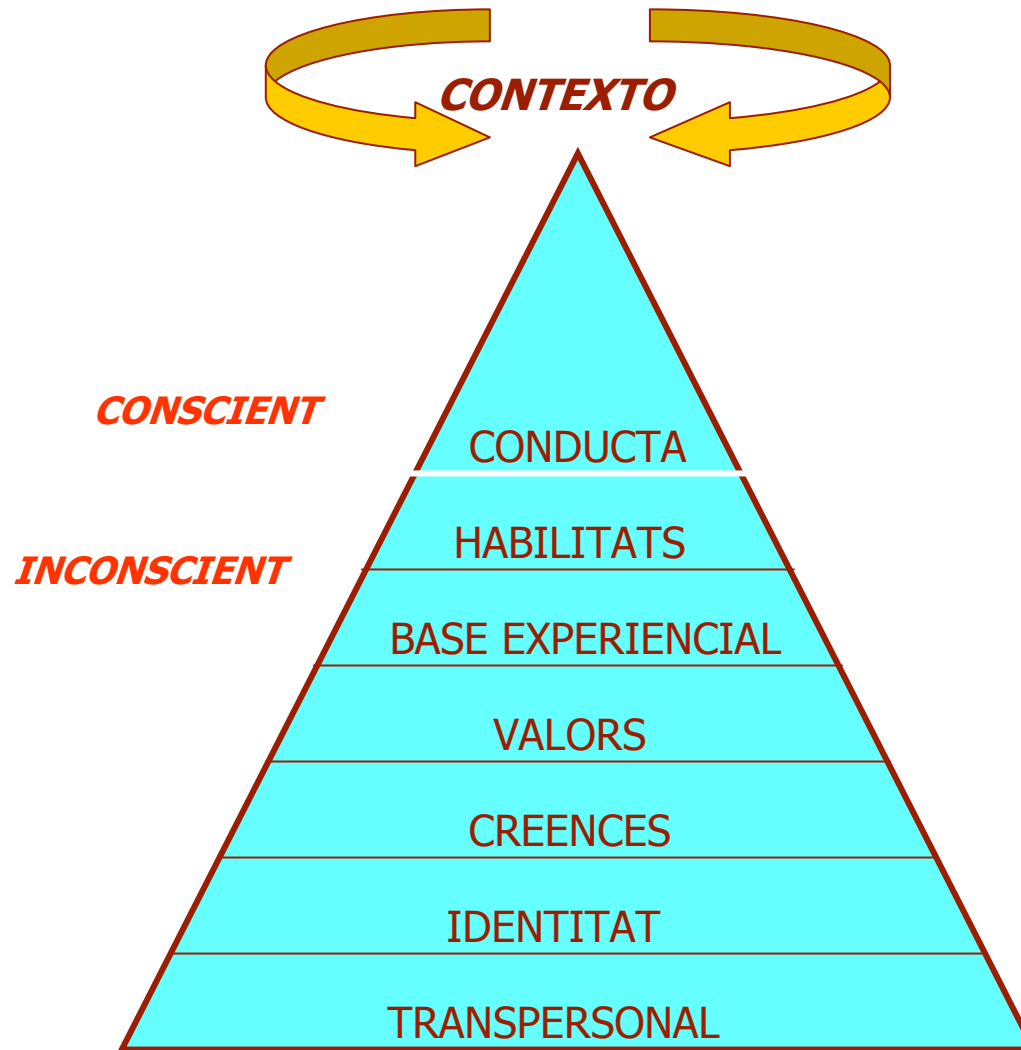 CONTEXTO
CONSCIENT
CONDUCTA
HABILITATS
INCONSCIENT
BASE EXPERIENCIAL
VALORS
CREENCES
IDENTITAT
TRANSPERSONAL